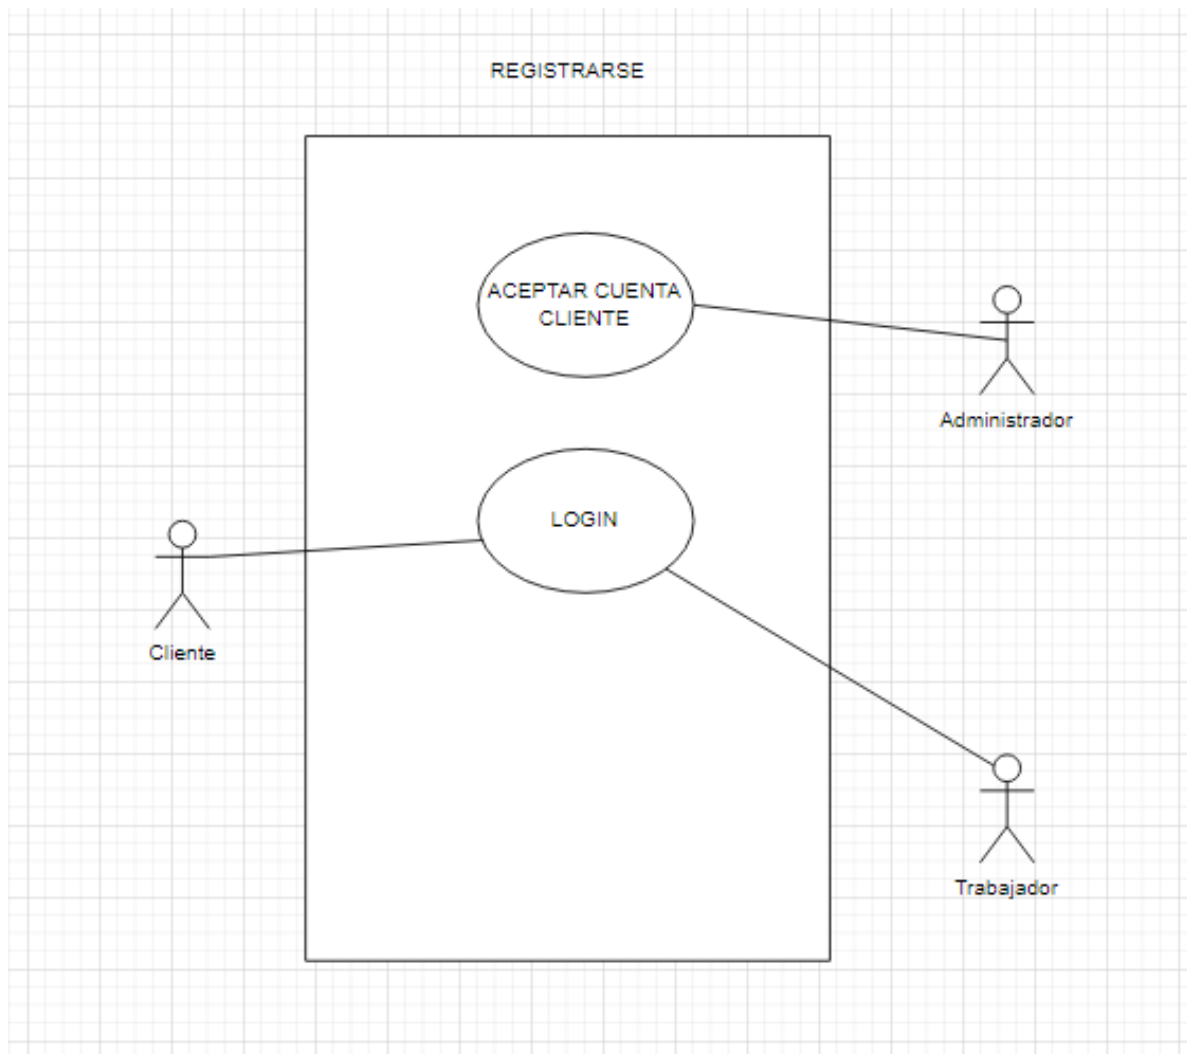 REGISTRARSE
ACEPTAR CUENTA
CLIENTE
Administrador
LOGIN
Cliente
Trabajador